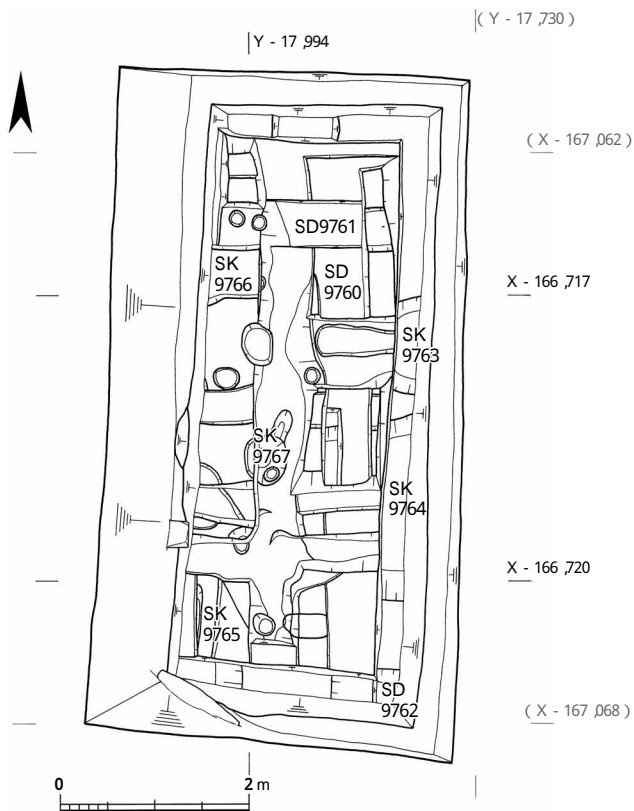 ( Y - 17 ,730 )
Y - 17 ,994
( X - 167 ,062 )
SD9761
SK
9766
SD
9760
X - 166 ,717
SK
9763
SK
9767
SK
9764
X - 166 ,720
SK
9765
SD
9762
( X - 167 ,068 )
0
2 m